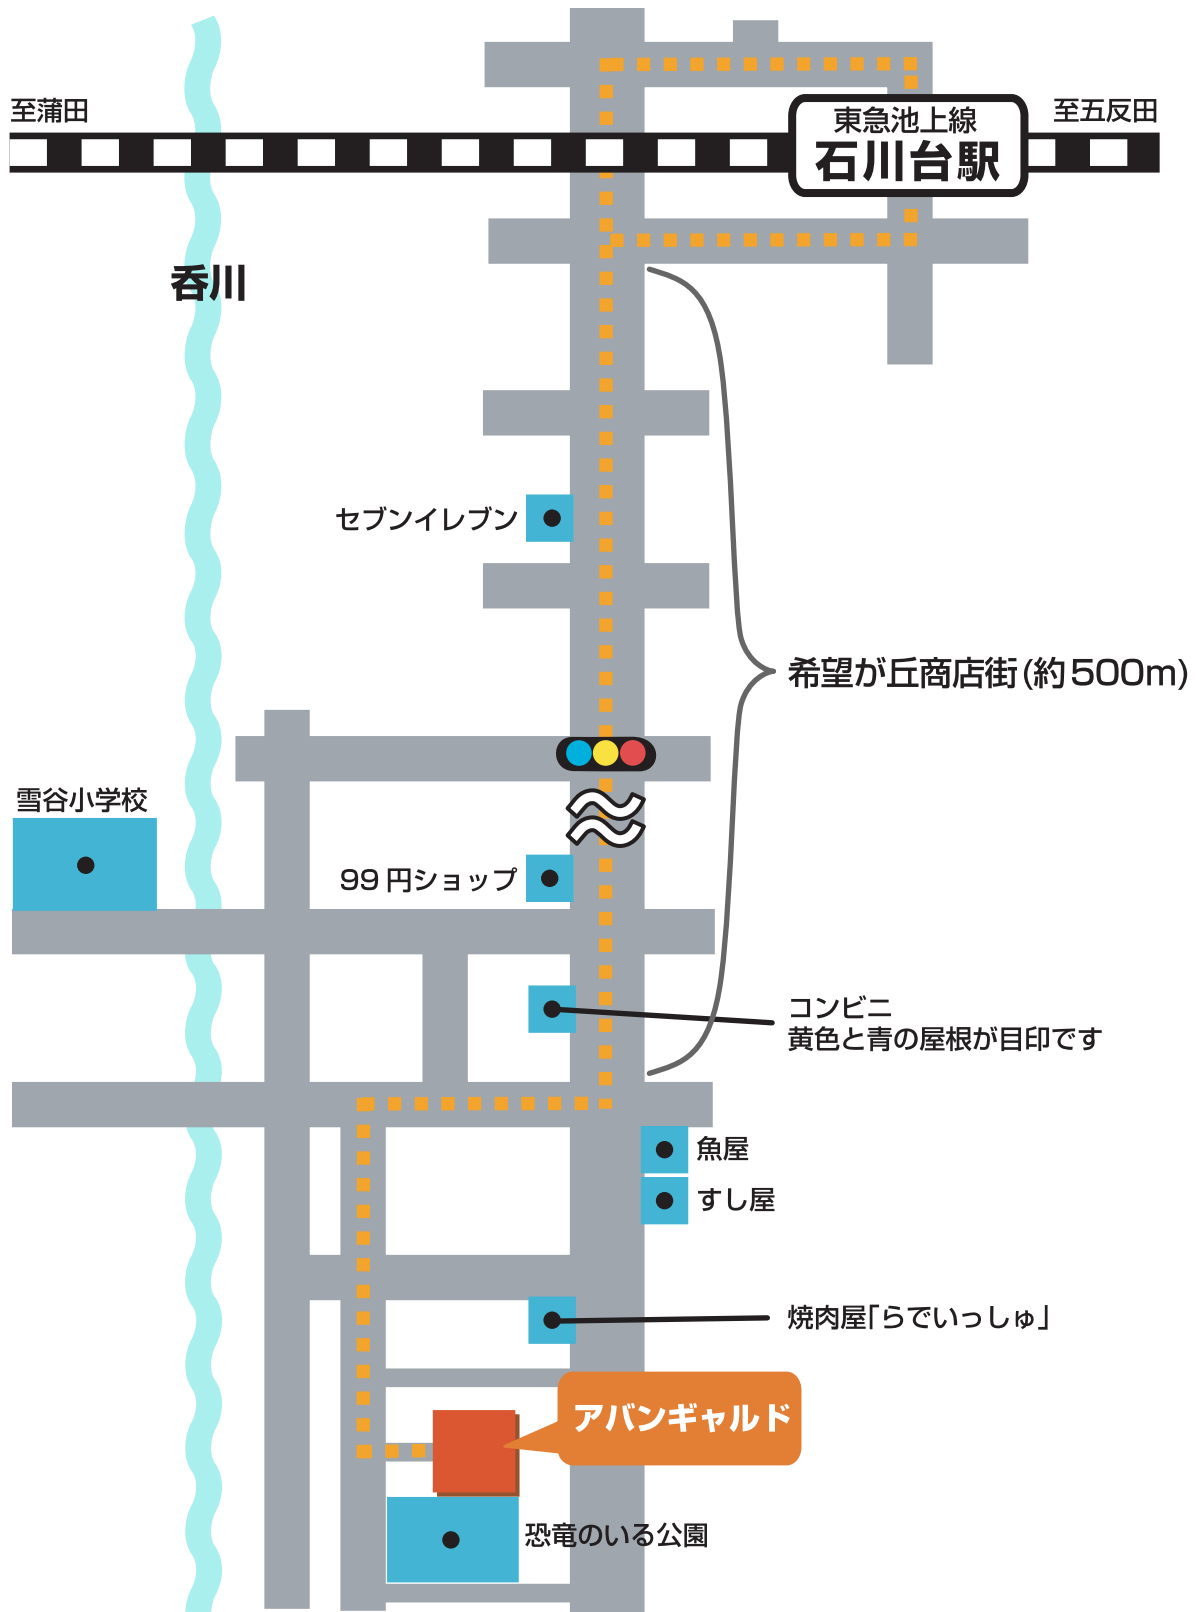 至蒲田
東急池上線
石川台駅
至五反田
呑川
セブンイレブン
希望が丘商店街(約500m)
雪谷小学校
99円ショップ
コンビニ
黄色と青の屋根が目印です
魚屋
すし屋
焼肉屋「らでいっしゅ」
アバンギャルド
恐竜のいる公園